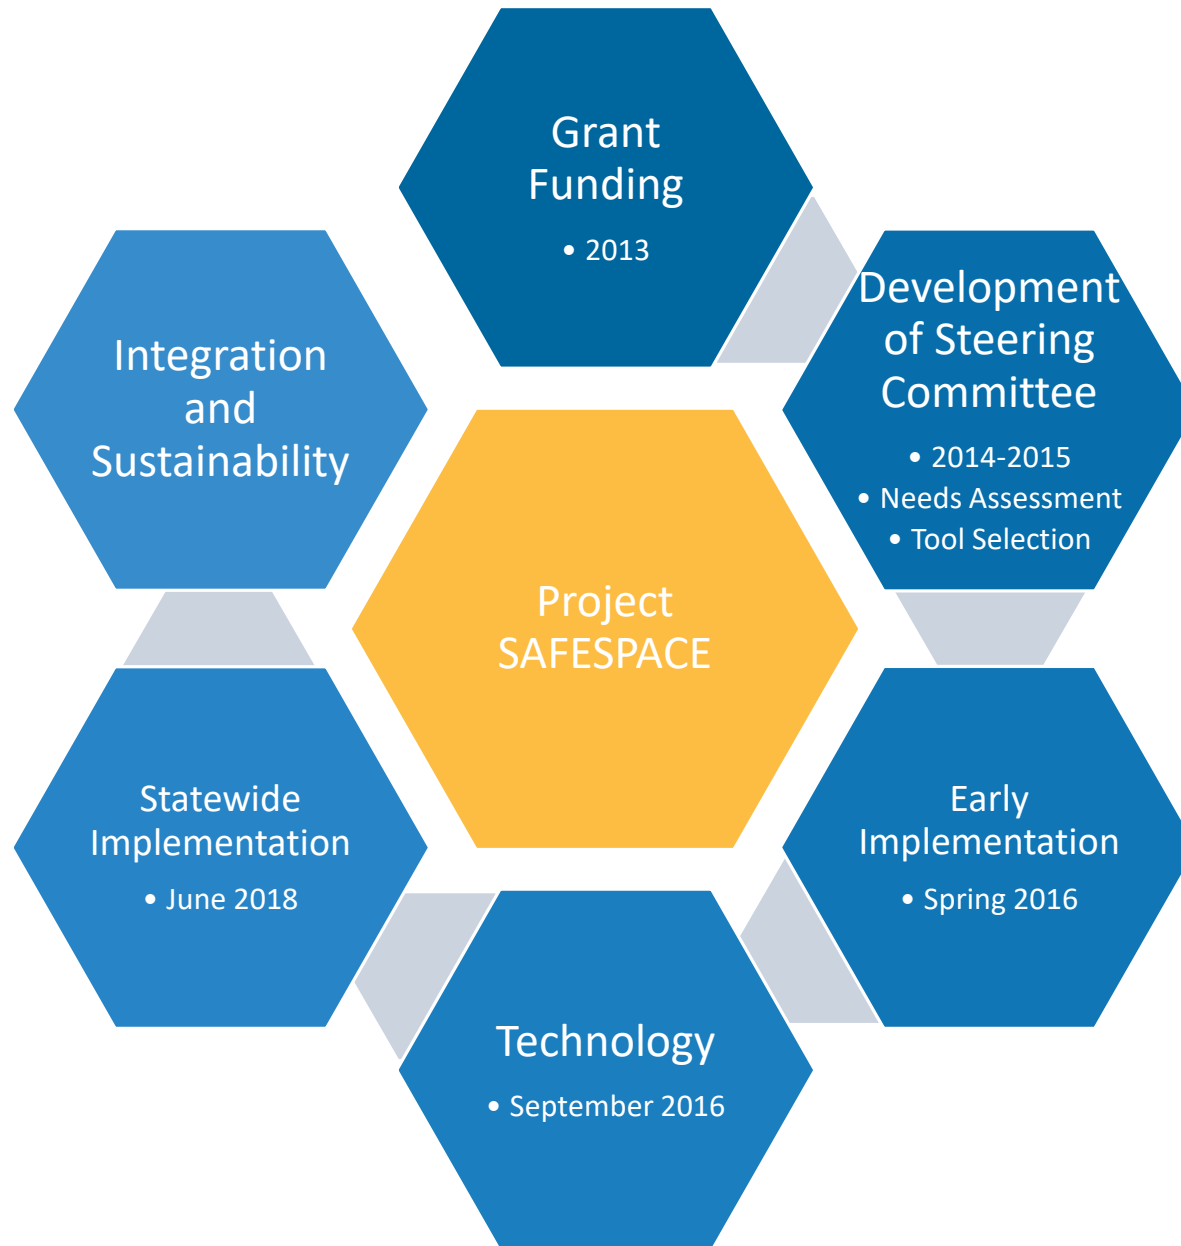 Grant
Funding
• 2013
Development
of Steering
Committee
• 2014-2015
• Needs Assessment
• Tool Selection
Early
Implementation
• Spring 2016
Technology
• September 2016
Statewide
Implementation
• June 2018
Integration
and
Sustainability
Project
SAFESPACE